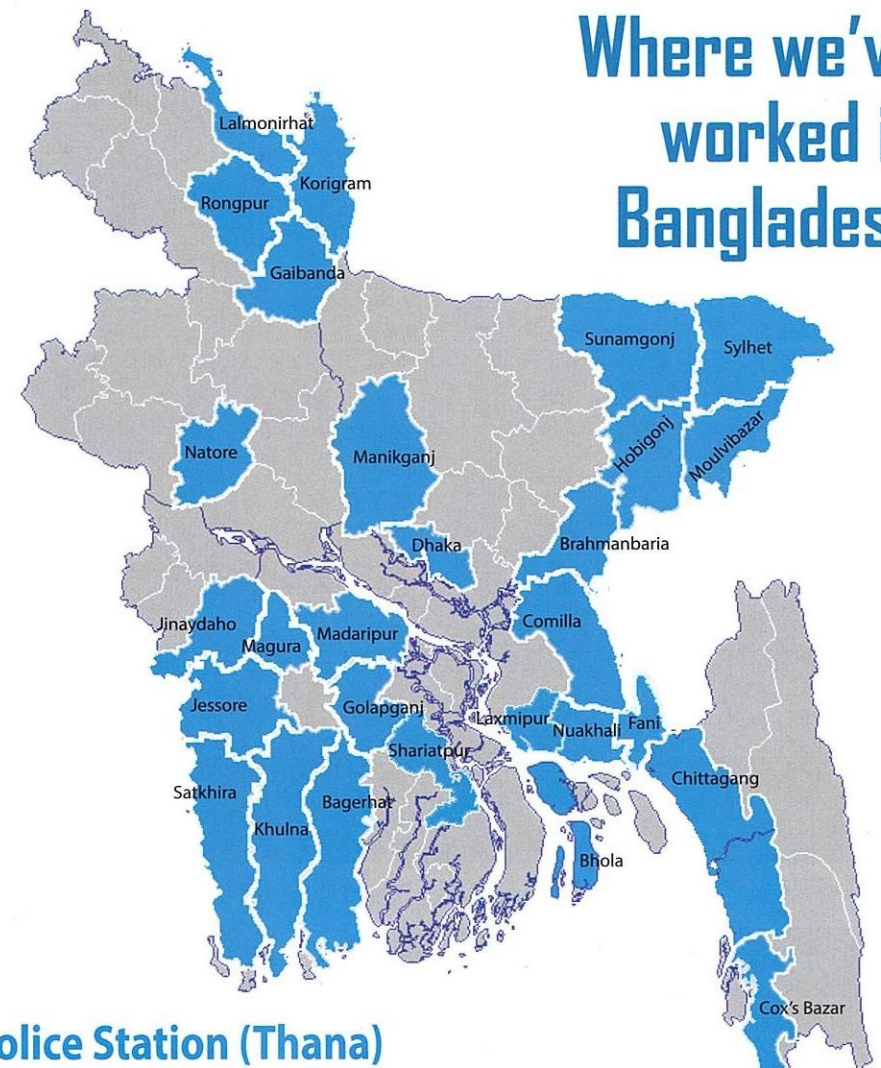 Where we'v
worked i
Banglades
Lalmonirhat
Korigram
Rongpur
Gaibanda
Sunamgonj
Sylhet
Hobigonj
Moulvibazar
Natore
Manikganj
Dhaka
Brahmanbaria
Comilla
Jinaydaho
Magura
Madaripur
Jessore
Golapganj
Laxmipur
Nuakhali
Fani
Shariatpur
Chittagang
Satkhira
Khulna
Bagerhat
Bhola
Cox's Bazar
olice Station (Thana)